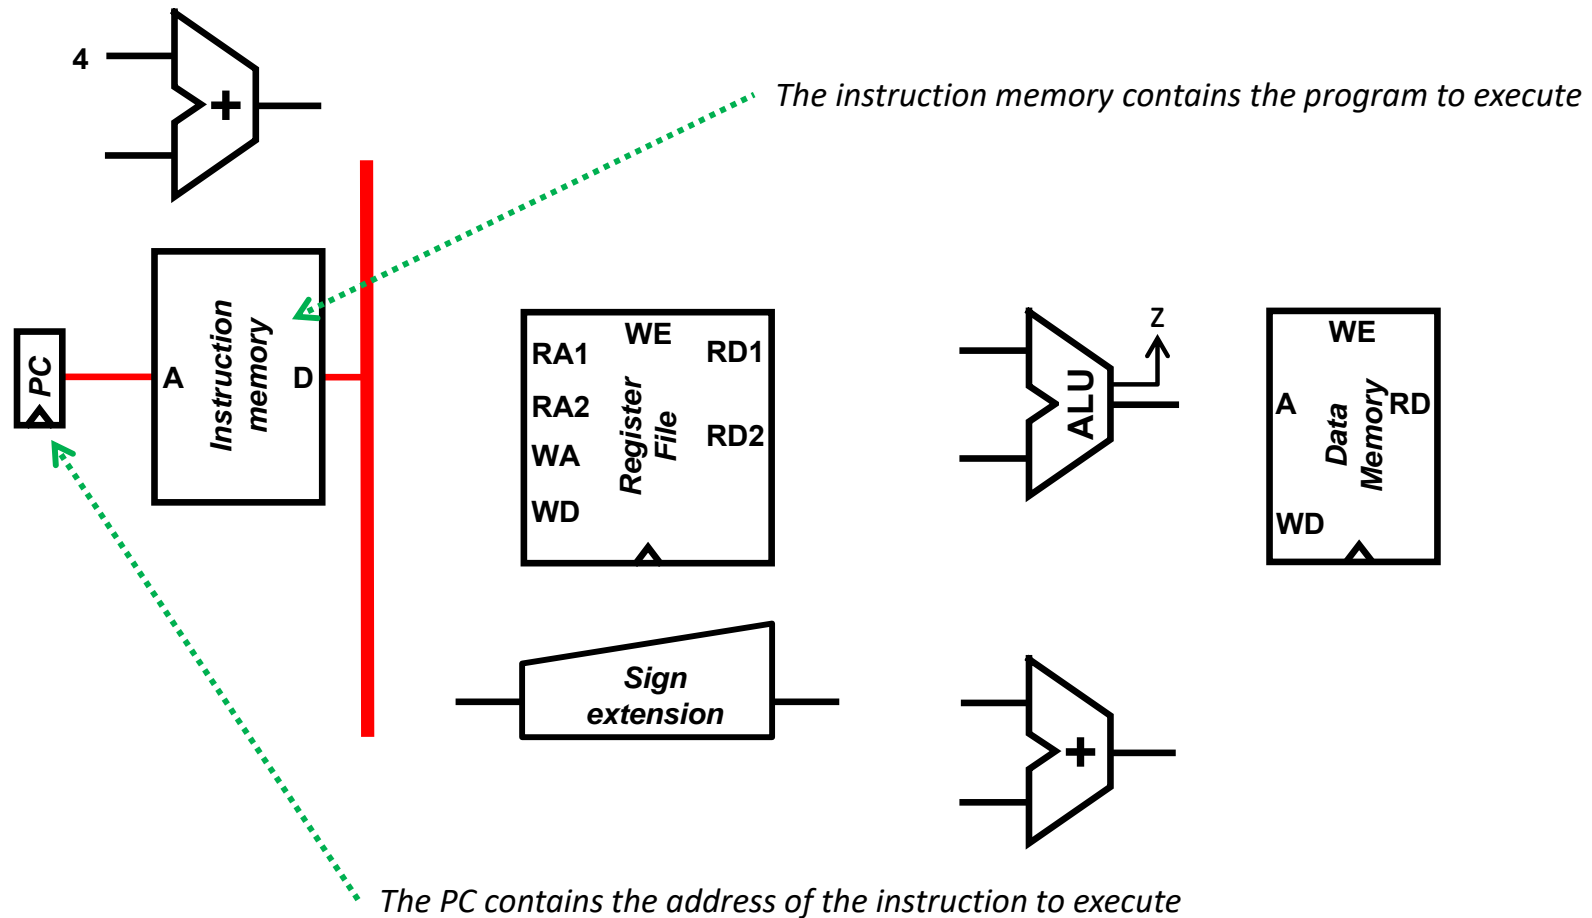 4
+
The instruction memory contains the program to execute
PC
A
Instruction
memory
D
RA1
RA2
WA
WD
WE
Register
File
RD1
RD2
Z
ALU
WE
A
Data
Memory
RD
WD
Sign
extension
+
The PC contains the address of the instruction to execute